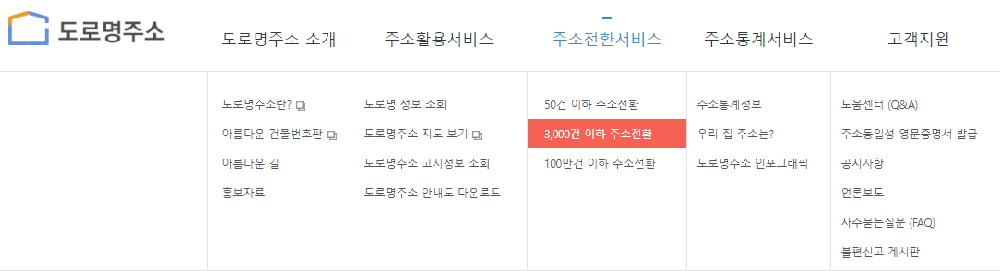 도로명주소
도로명주소 소개
주소활용서비스
주소전환서비스
주소통계서비스
고객지원
도로명주소란?
아름다운 건물번호판
아름다운 길
홍보자료
도로명 정보 조회
도로명주소 지도 보기
도로명주소 고시정보 조회
도로명주소 안내도 다운로드
50건 이하 주소전환
3,000건 이하 주소전환
100만건 이하 주소전환
주소통계정보
우리 집 주소는?
도로명주소 인포그래픽
도움센터 (Q&A)
주소동일성 영문증명서 발급
공지사항
언론보도
자주묻는질문 (FAQ)
불편신고 게시판